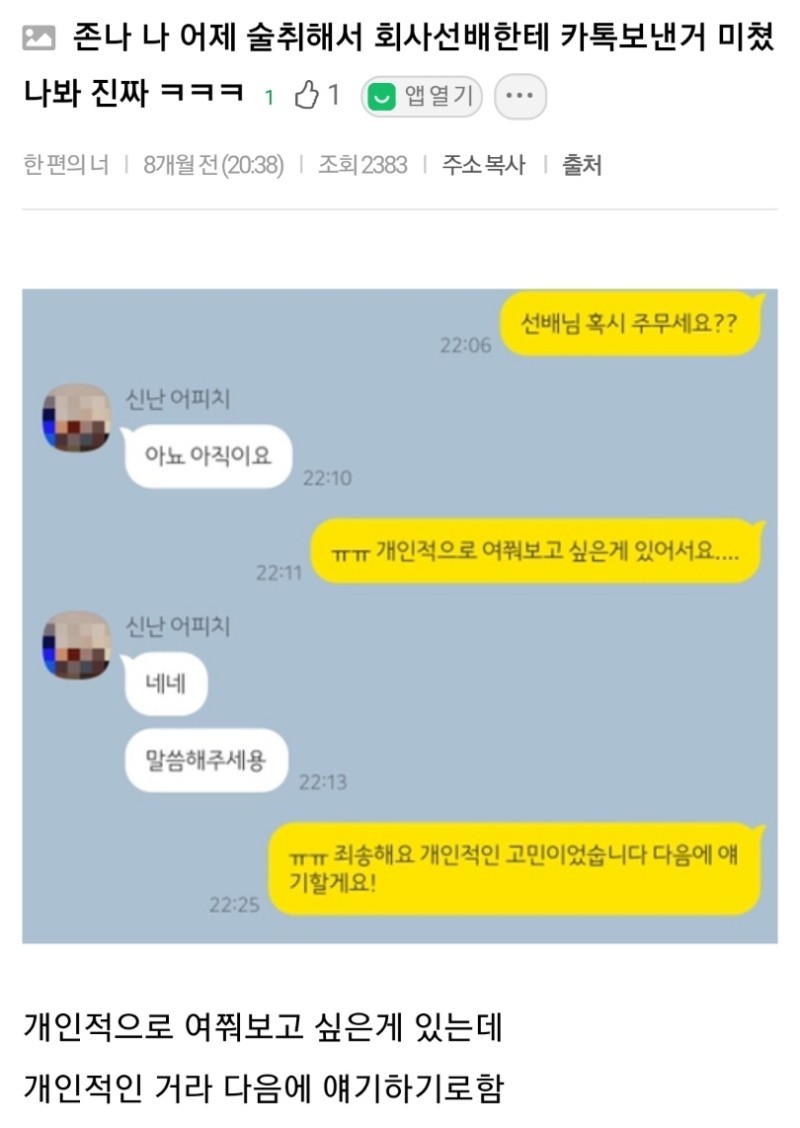 존나 나 어제 술취해서 회사선배한테 카톡보낸거 미쳤
나봐 진짜 ㅋㅋㅋ 1 1 앱열기
한편의너 | 8개월 전 (20:38) | 조회 2383 | 주소 복사 | 출처
선배님 혹시 주무세요??
22:06
신난 어피치
아뇨 아직이요
22:10
ㅠㅠ 개인적으로 여쭤보고 싶은게 있어서요....
22:11
신난 어피치
네네
말씀해주세용
22:13
ㅠㅠ 죄송해요 개인적인 고민이었습니다 다음에 얘
기할게요!
22:25
개인적으로 여쭤보고 싶은게 있는데
개인적인 거라 다음에 얘기하기로함